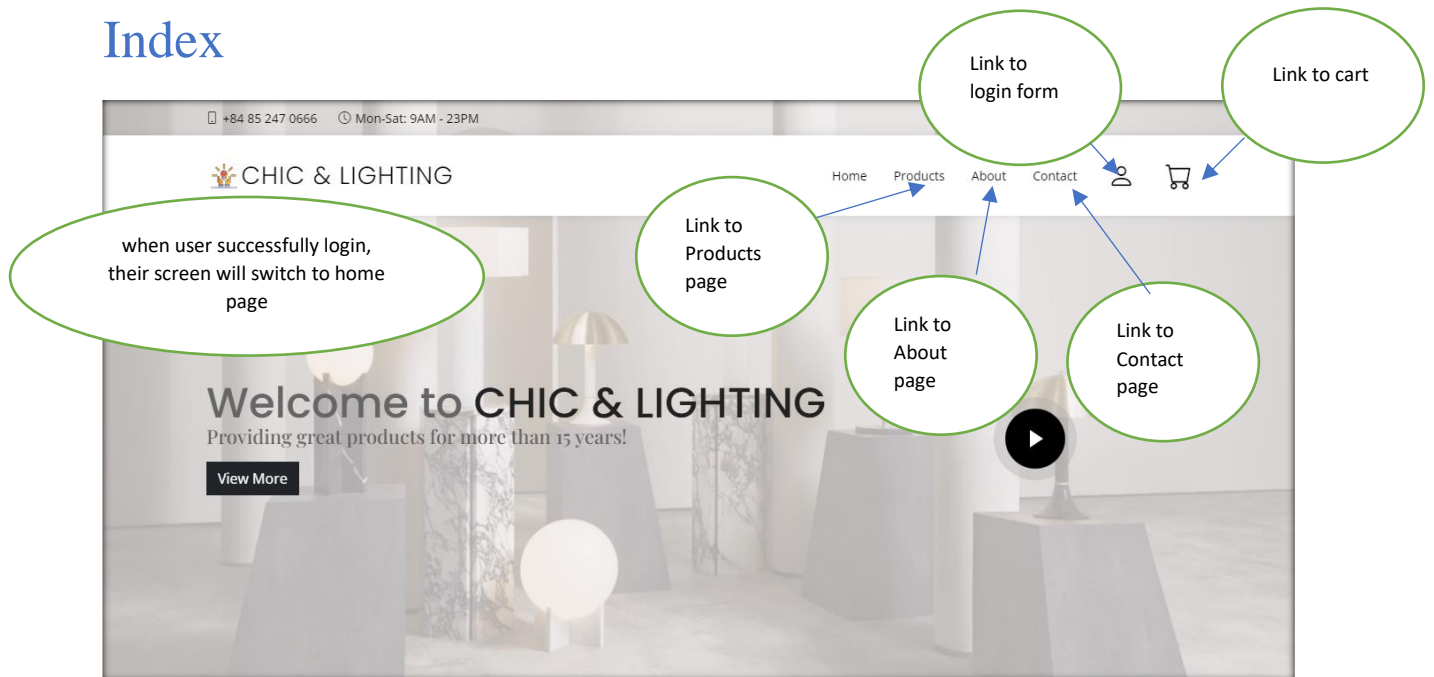 Index
Link to
login form
Link to cart
+84 85 247 0666 Mon-Sat: 9AM - 23PM
CHIC & LIGHTING
Home Products About Contact
Link to
Products
page
when user successfully login,
their screen will switch to home
page
Link to
About
page
Link to
Contact
page
Welcome to CHIC & LIGHTING
Providing great products for more than 15 years!
View More